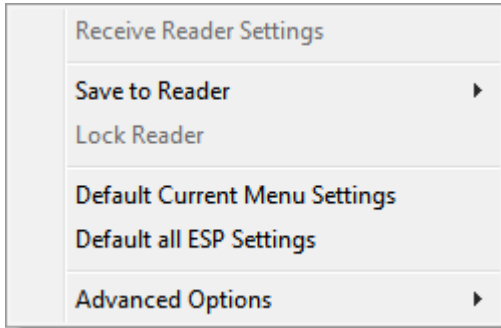 Receive Reader Settings
Save to Reader
Lock Reader
Default Current Menu Settings
Default all ESP Settings
Advanced Options